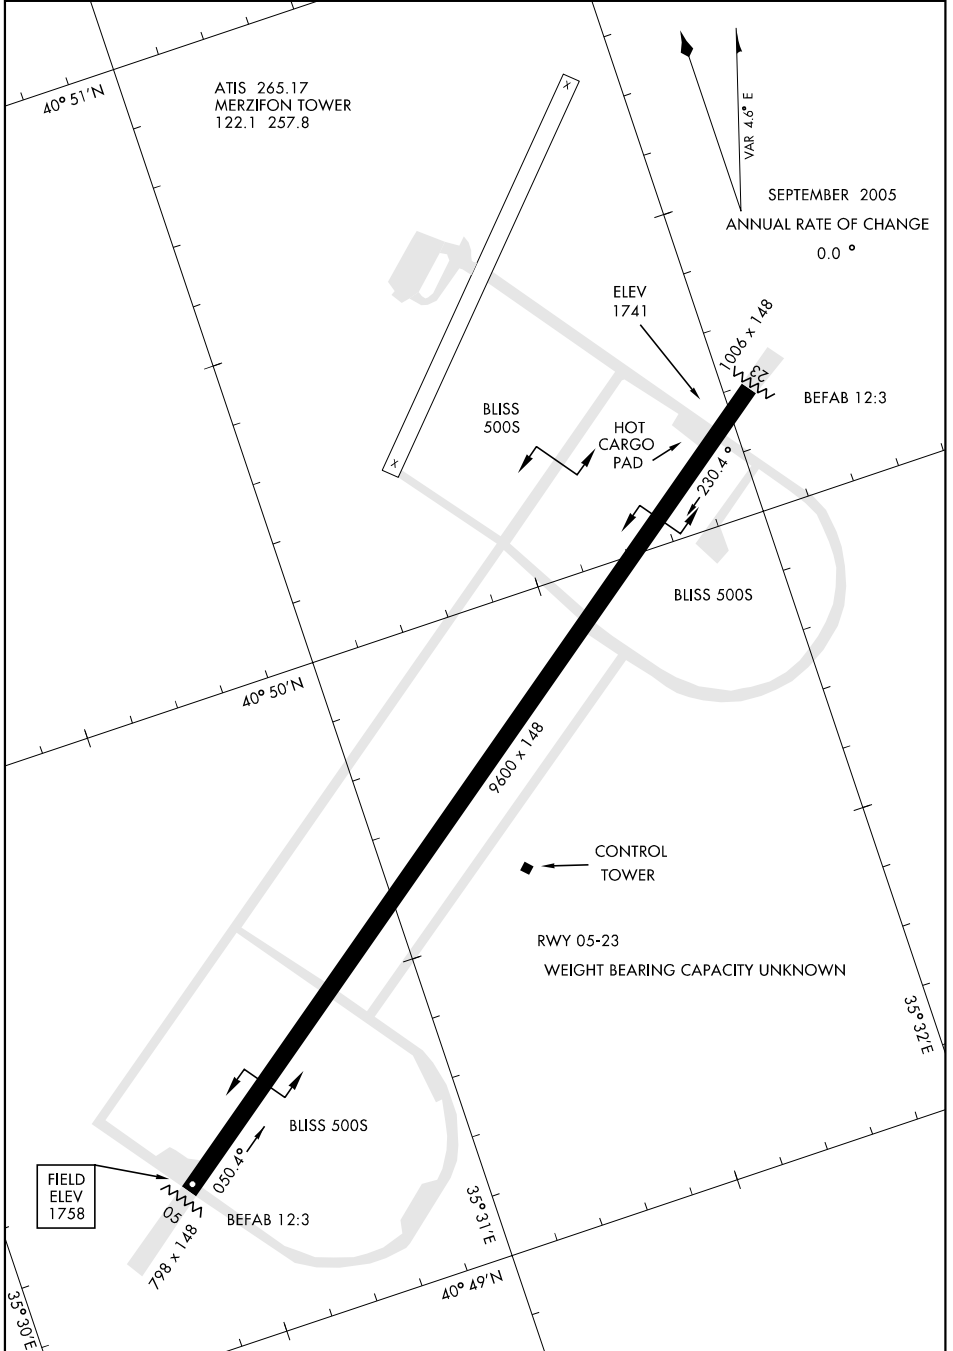 40° 51'N
ATIS 265.17
MERZIFON TOWER
122.1 257.8
x
VAR 4.6° E
SEPTEMBER 2005
ANNUAL RATE OF CHANGE
0.0 °
ELEV
1741
1006 x 148
23
BEFAB 12:3
BLISS
500S
HOT
CARGO
PAD
x
230.4°
BLISS 500S
40° 50'N
9600 x 148
CONTROL
TOWER
RWY 05-23
WEIGHT BEARING CAPACITY UNKNOWN
35° 32'E
BLISS 500S
050.4°
FIELD
ELEV
1758
05
BEFAB 12:3
798 x 148
35° 31'E
40° 49'N
35° 30'E